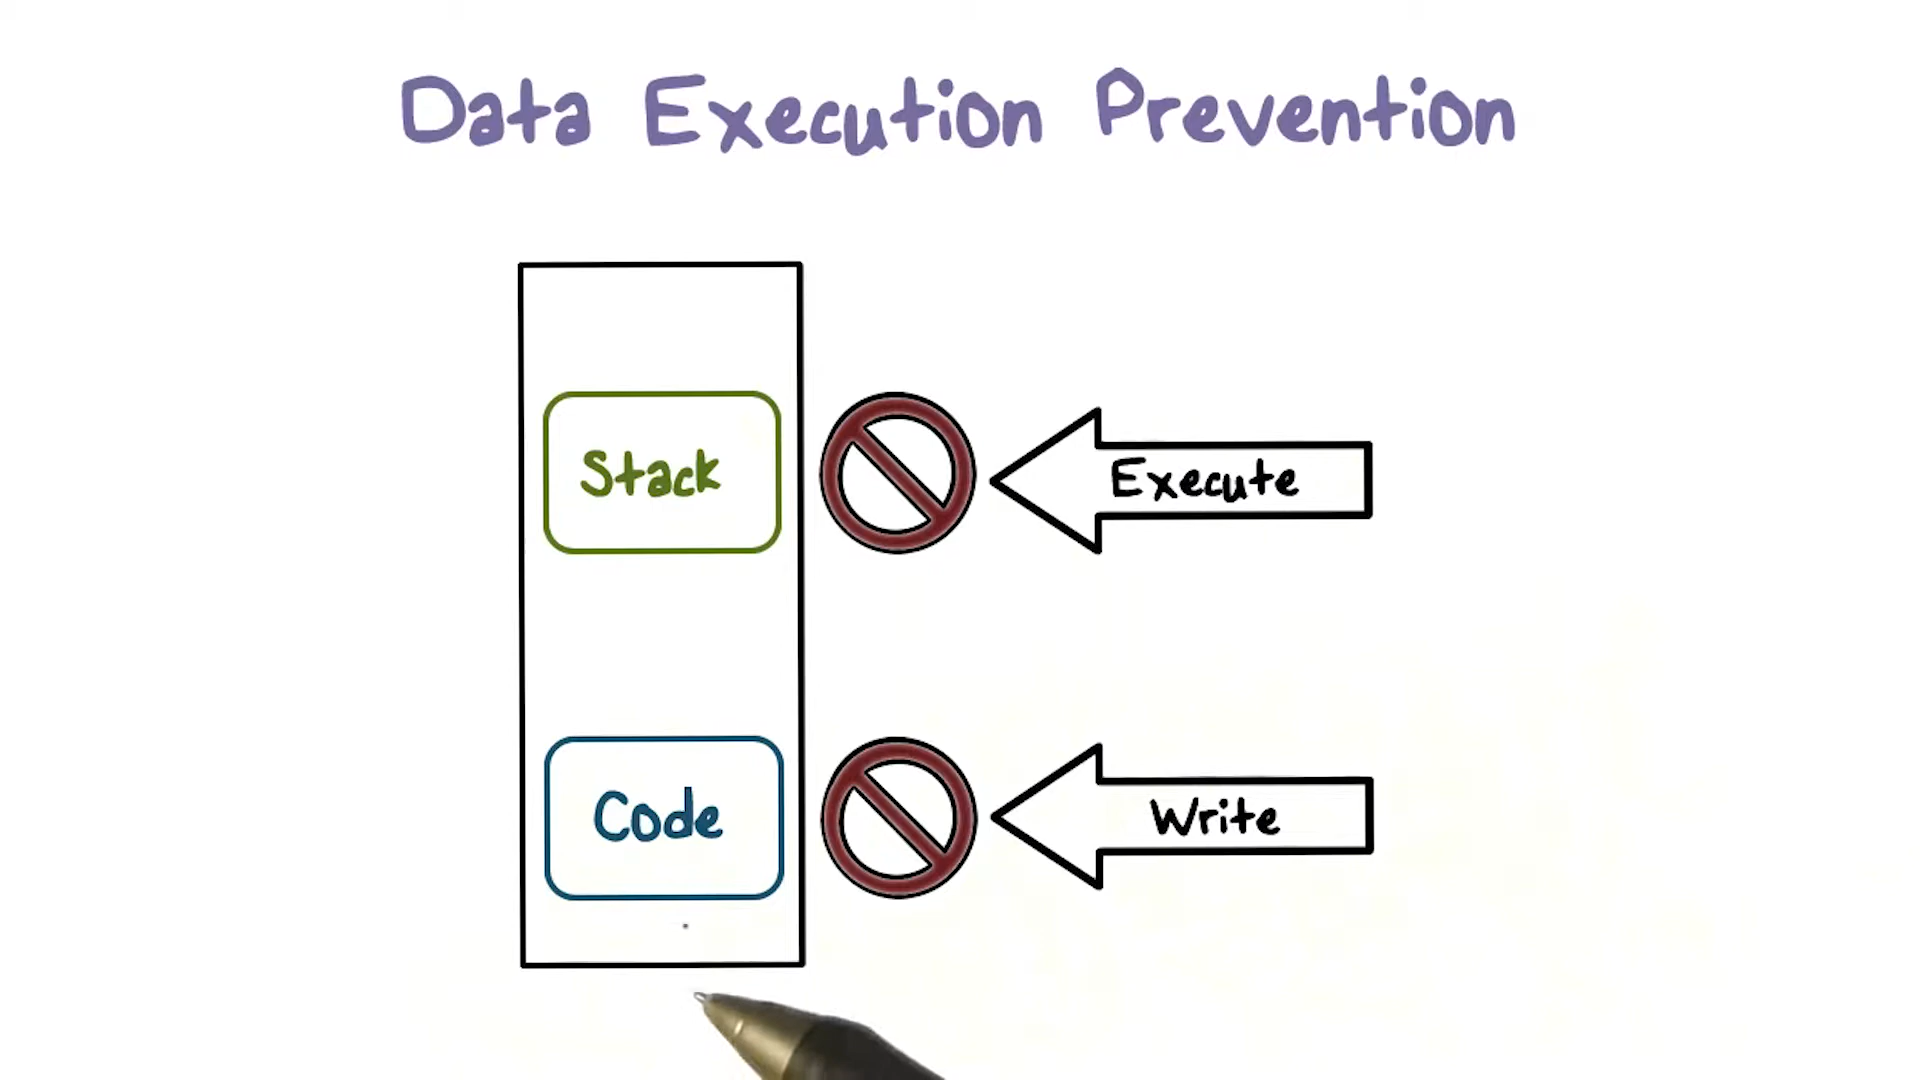 Data Execution Prevention
Stack
Execute
Code
Write